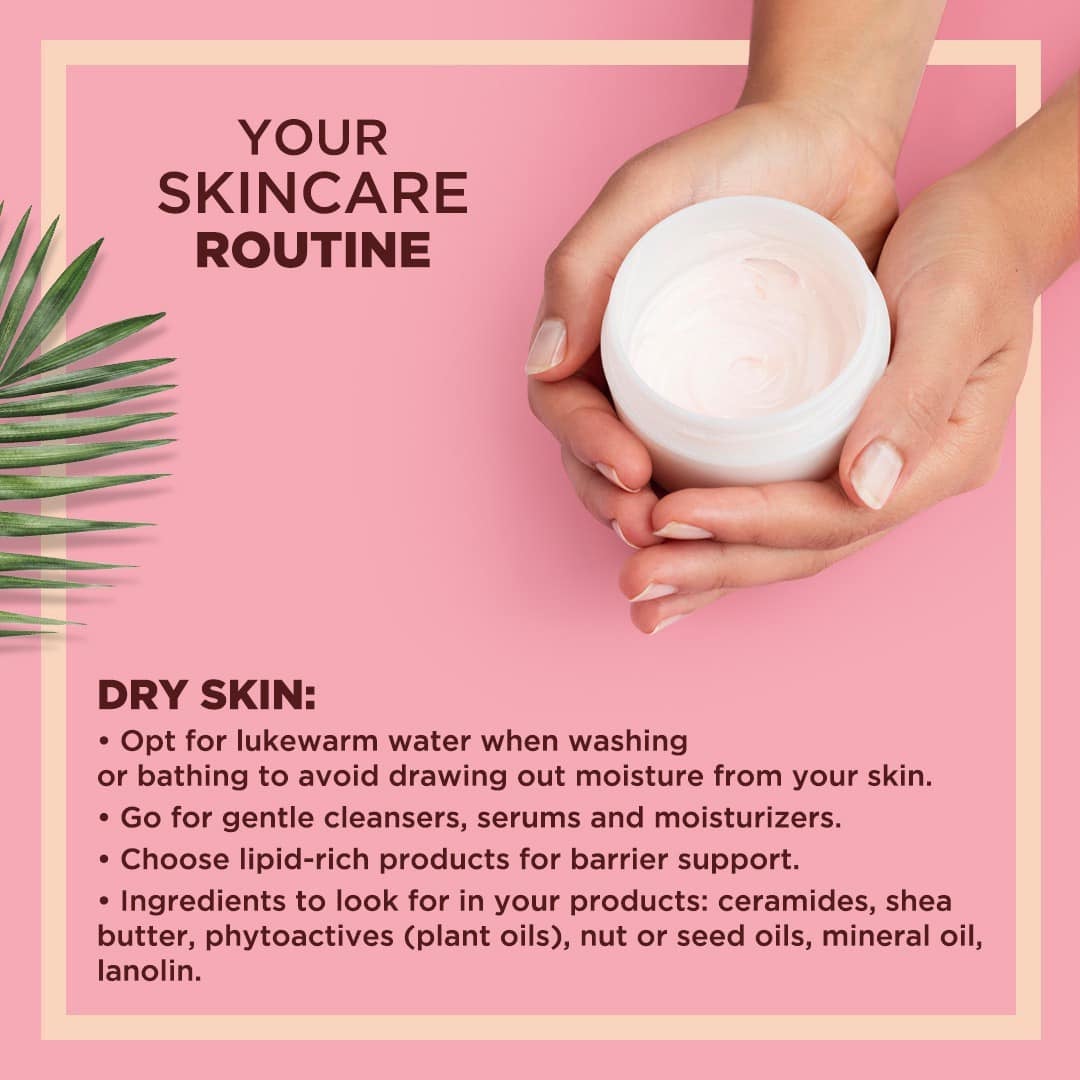 YOUR
SKINCARE
ROUTINE
DRY SKIN:
• Opt for lukewarm water when washing
or bathing to avoid drawing out moisture from your skin.
• Go for gentle cleansers, serums and moisturizers.
• Choose lipid-rich products for barrier support.
• Ingredients to look for in your products: ceramides, shea
butter, phytoactives (plant oils), nut or seed oils, mineral oil,
lanolin.